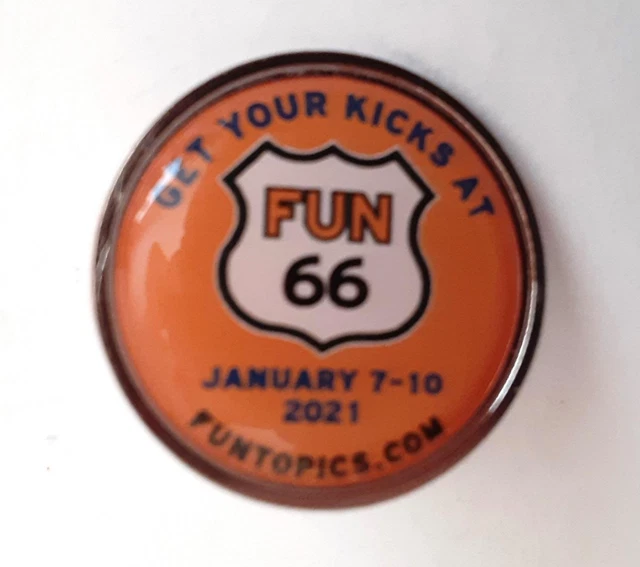 GET YOUR KICKS AT
FUN
66
JANUARY 7-10
2021
FUNTOPICS.COM